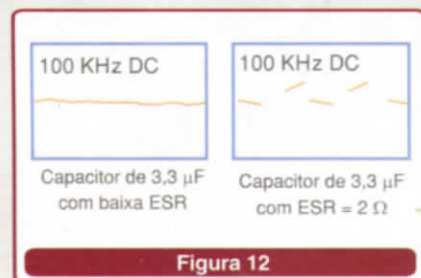 100 KHz DC
Capacitor de 3,3 µF
com baixa ESR
100 KHz DC
Capacitor de 3,3 µF
com ESR = 2 Ω
Figura 12